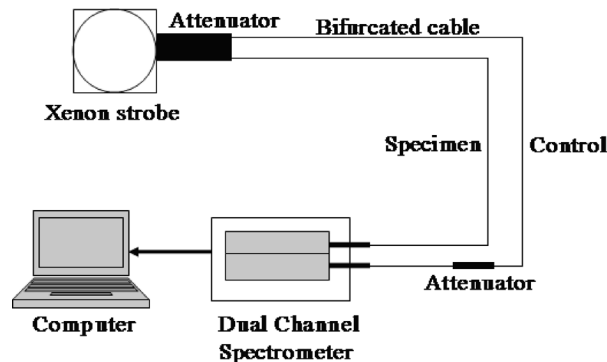 Attenuator
Bifurcated cable
Xenon strobe
Specimen
Control
Attenuator
Computer
Dual Channel
Spectrometer